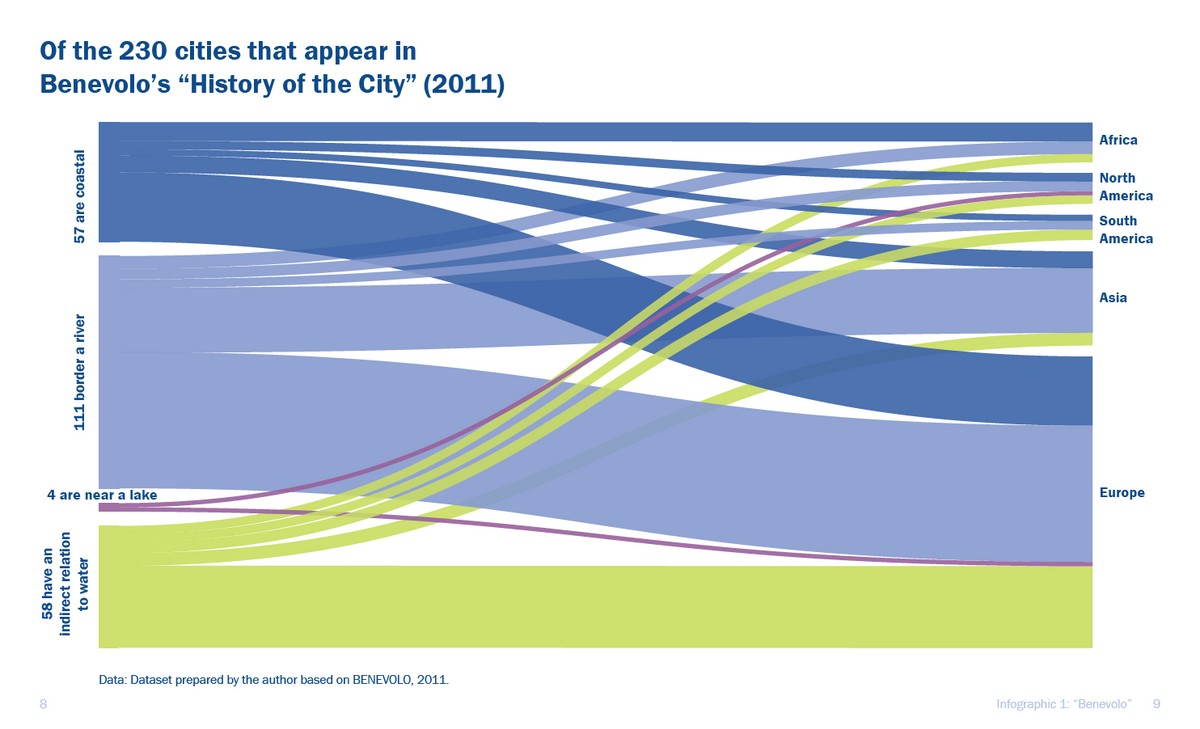 Of the 230 cities that appear in
Benevolo’s “History of the City” (2011)
57 are coastal
111 border a river
4 are near a lake
58 have an
indirect relation
to water
Africa
North
America
South
America
Asia
Europe
Data: Dataset prepared by the author based on BENEVOLO, 2011.
8
Infographic 1: “Benevolo”
9